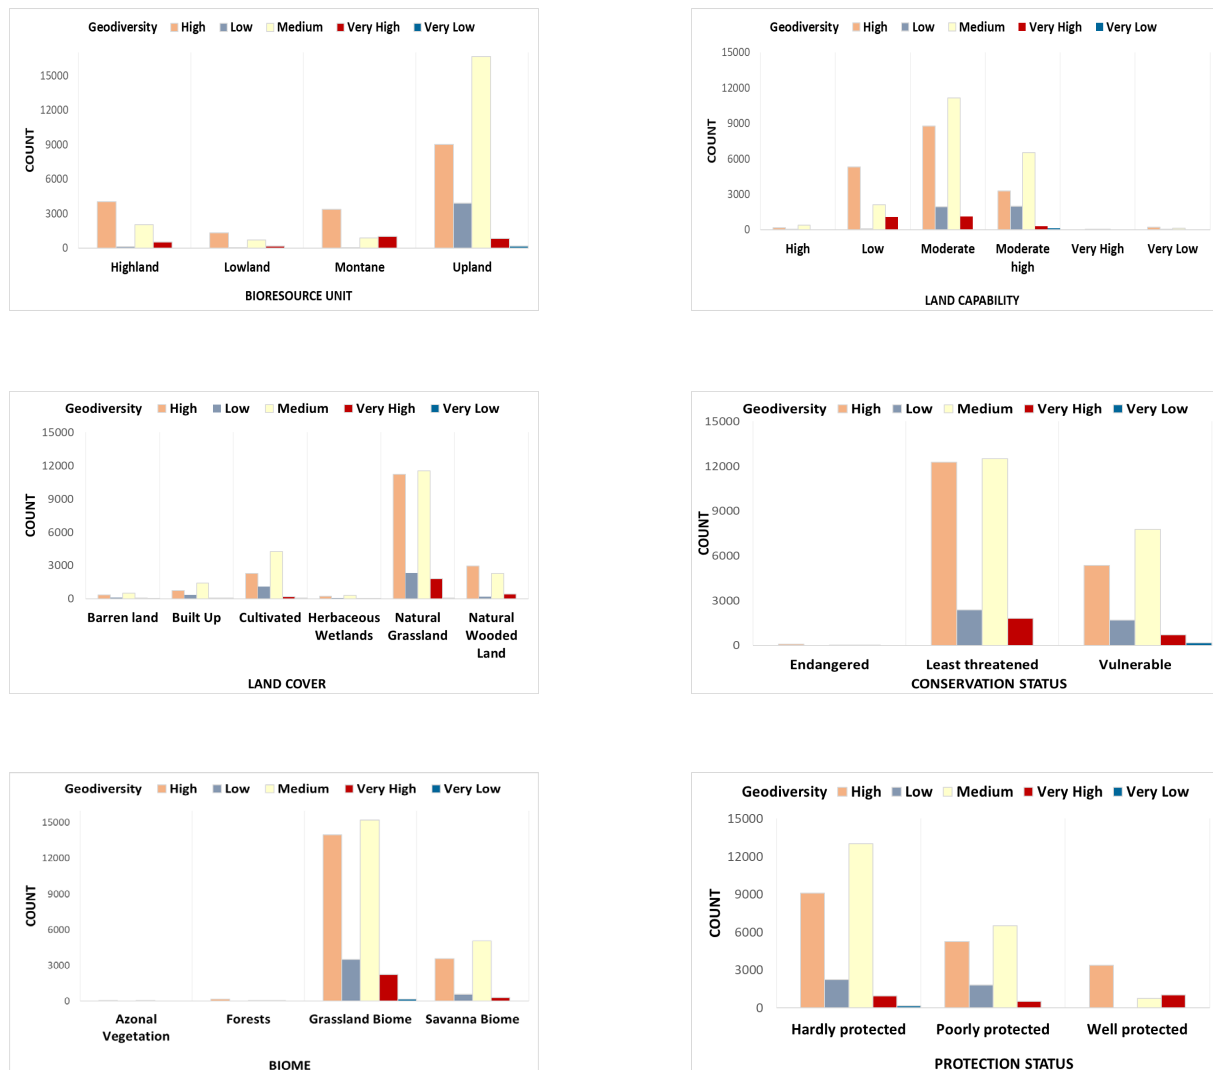 Geodiversity High Low Medium Very High Very Low
15000
12000
9000
6000
3000
0
COUNT
Highland Lowland Montane Upland
BIORESOURCE UNIT
Geodiversity High Low Medium Very High Very Low
15000
12000
9000
6000
3000
0
COUNT
High Low Moderate Moderate high Very High Very Low
LAND CAPABILITY
Geodiversity High Low Medium Very High Very Low
15000
12000
9000
6000
3000
0
COUNT
Barren land Built Up Cultivated Herbaceous Wetlands Natural Grassland Natural Wooded Land
LAND COVER
Geodiversity High Low Medium Very High Very Low
15000
12000
9000
6000
3000
0
COUNT
Endangered Least threatened Vulnerable
CONSERVATION STATUS
Geodiversity High Low Medium Very High Very Low
15000
12000
9000
6000
3000
0
COUNT
Azonal Vegetation Forests Grassland Biome Savanna Biome
BIOME
Geodiversity High Low Medium Very High Very Low
15000
12000
9000
6000
3000
0
COUNT
Hardly protected Poorly protected Well protected
PROTECTION STATUS